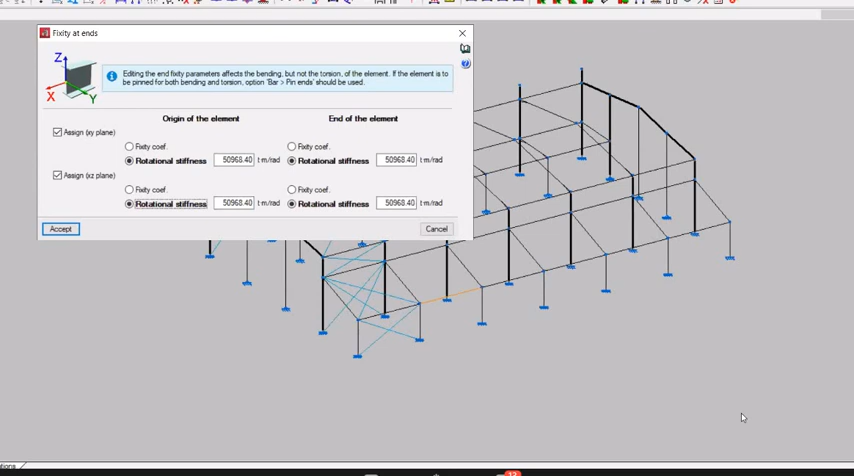 Fixity at ends
Z
X
Y
Editing the end fixity parameters affects the bending, but not the torsion, of the element. If the element is to
be pinned for both bending and torsion, option 'Bar > Pin ends' should be used.
Origin of the element
End of the element
Assign (xy plane)
Fixity coef.
Fixity coef.
Rotational stiffness
50968.40
t·m/rad
Rotational stiffness
50968.40
t·m/rad
Assign (xz plane)
Fixity coef.
Fixity coef.
Rotational stiffness
50968.40
t·m/rad
Rotational stiffness
50968.40
t·m/rad
Accept
Cancel